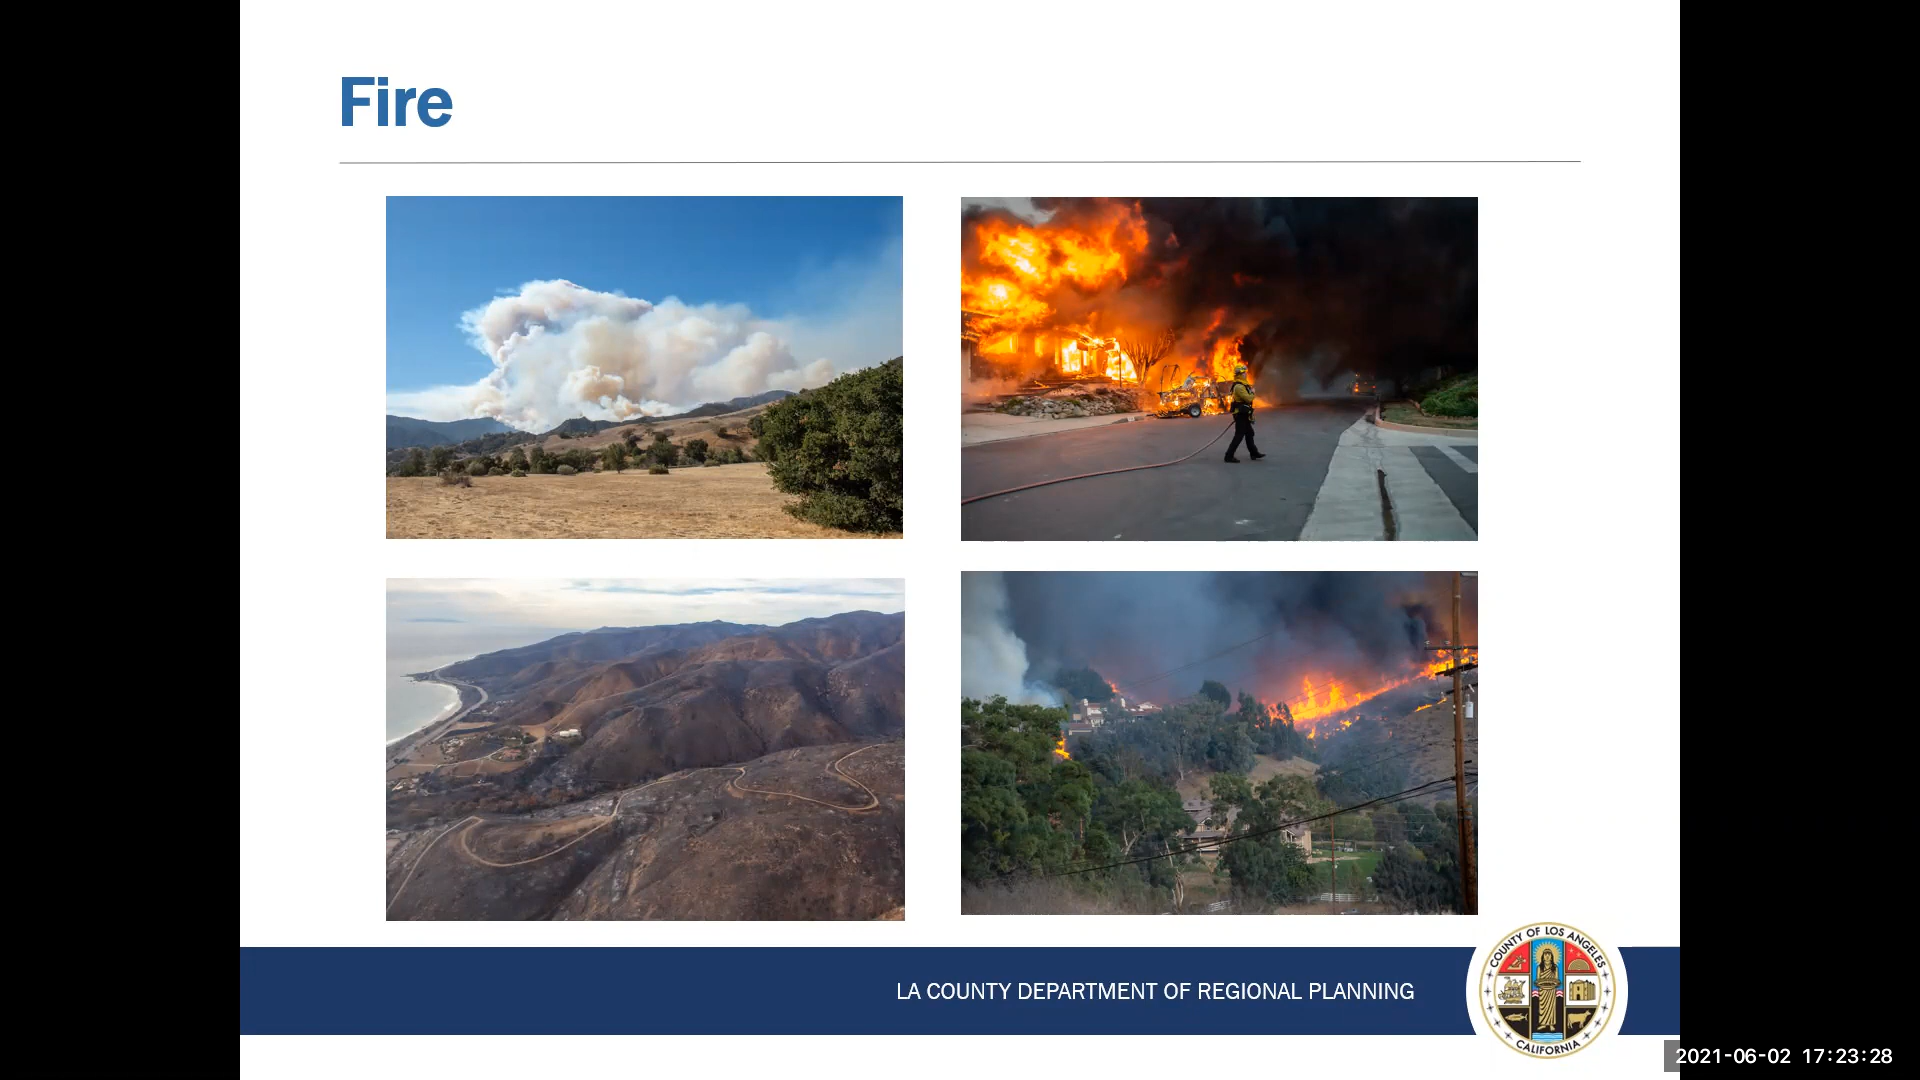 Fire
LA COUNTY DEPARTMENT OF REGIONAL PLANNING
COUNTY OF LOS ANGELES
CALIFORNIA
2021-06-02 17:23:28